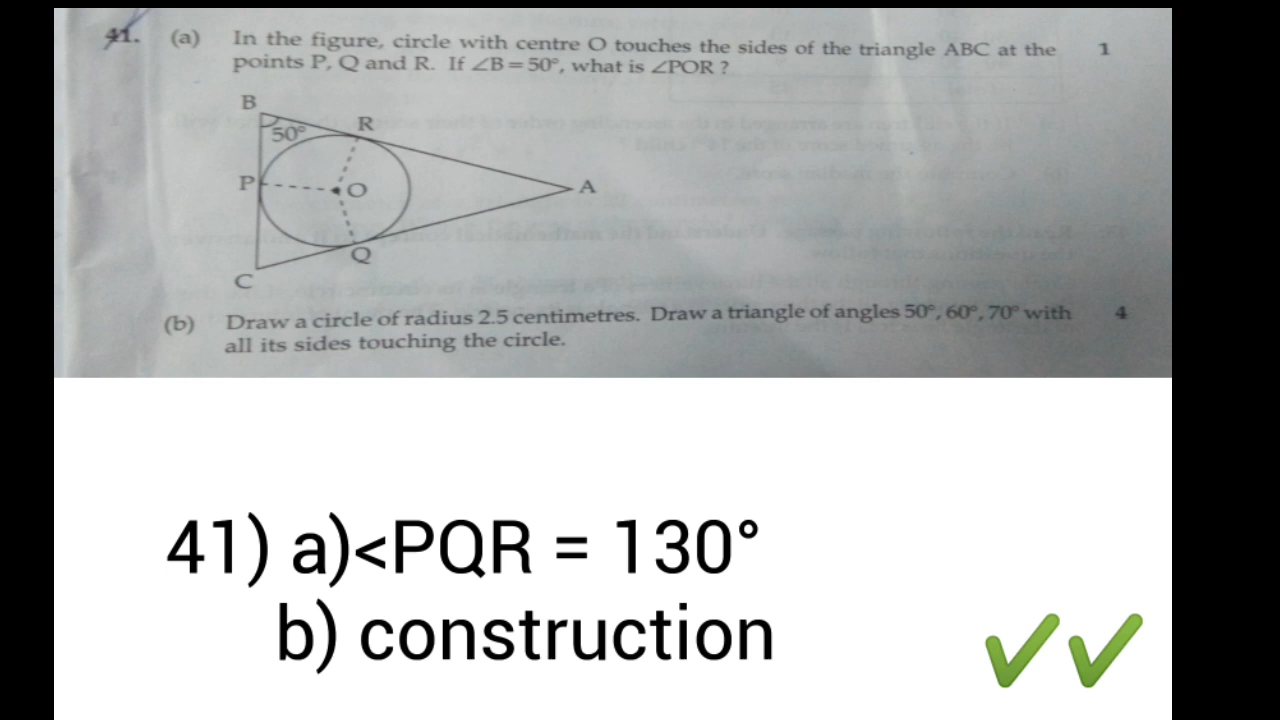 41. (a) In the figure, circle with centre O touches the sides of the triangle ABC at the 1
points P, Q and R. If ∠B = 50°, what is ∠POR ?
B
50° R
P O A
Q
C
(b) Draw a circle of radius 2.5 centimetres. Draw a triangle of angles 50°, 60°, 70° with 4
all its sides touching the circle.
41) a)<PQR = 130°
b) construction